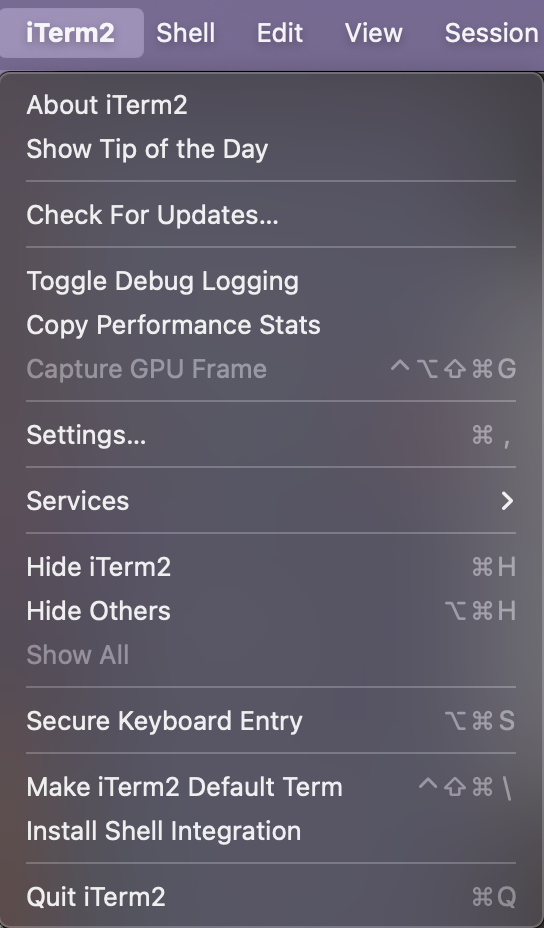 iTerm2 Shell Edit View Session
About iTerm2
Show Tip of the Day
Check For Updates...
Toggle Debug Logging
Copy Performance Stats
Capture GPU Frame ^⌥⇧⌘G
Settings... ⌘,
Services >
Hide iTerm2 ⌘H
Hide Others ⌥⌘H
Show All
Secure Keyboard Entry ⌥⌘S
Make iTerm2 Default Term ^⇧⌘\
Install Shell Integration
Quit iTerm2 ⌘Q